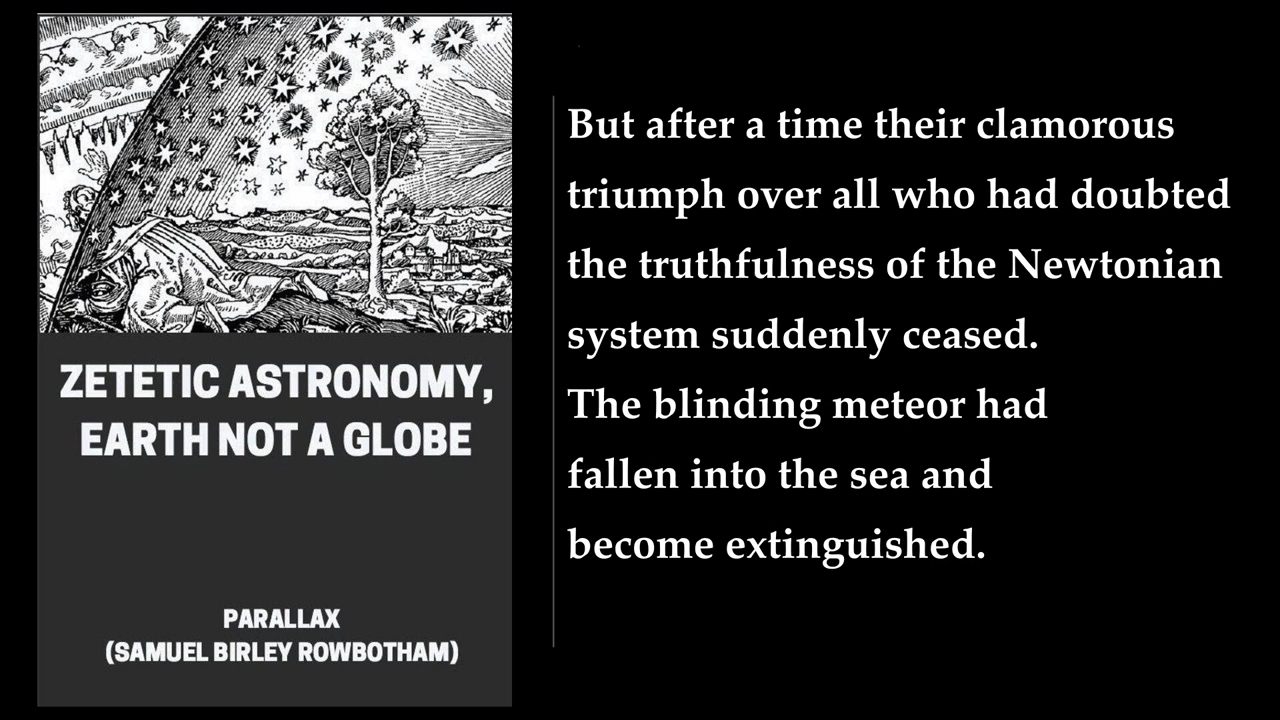 ZETETIC ASTRONOMY,
EARTH NOT A GLOBE
PARALLAX
(SAMUEL BIRLEY ROWBOTHAM)
But after a time their clamorous
triumph over all who had doubted
the truthfulness of the Newtonian
system suddenly ceased.
The blinding meteor had
fallen into the sea and
become extinguished.